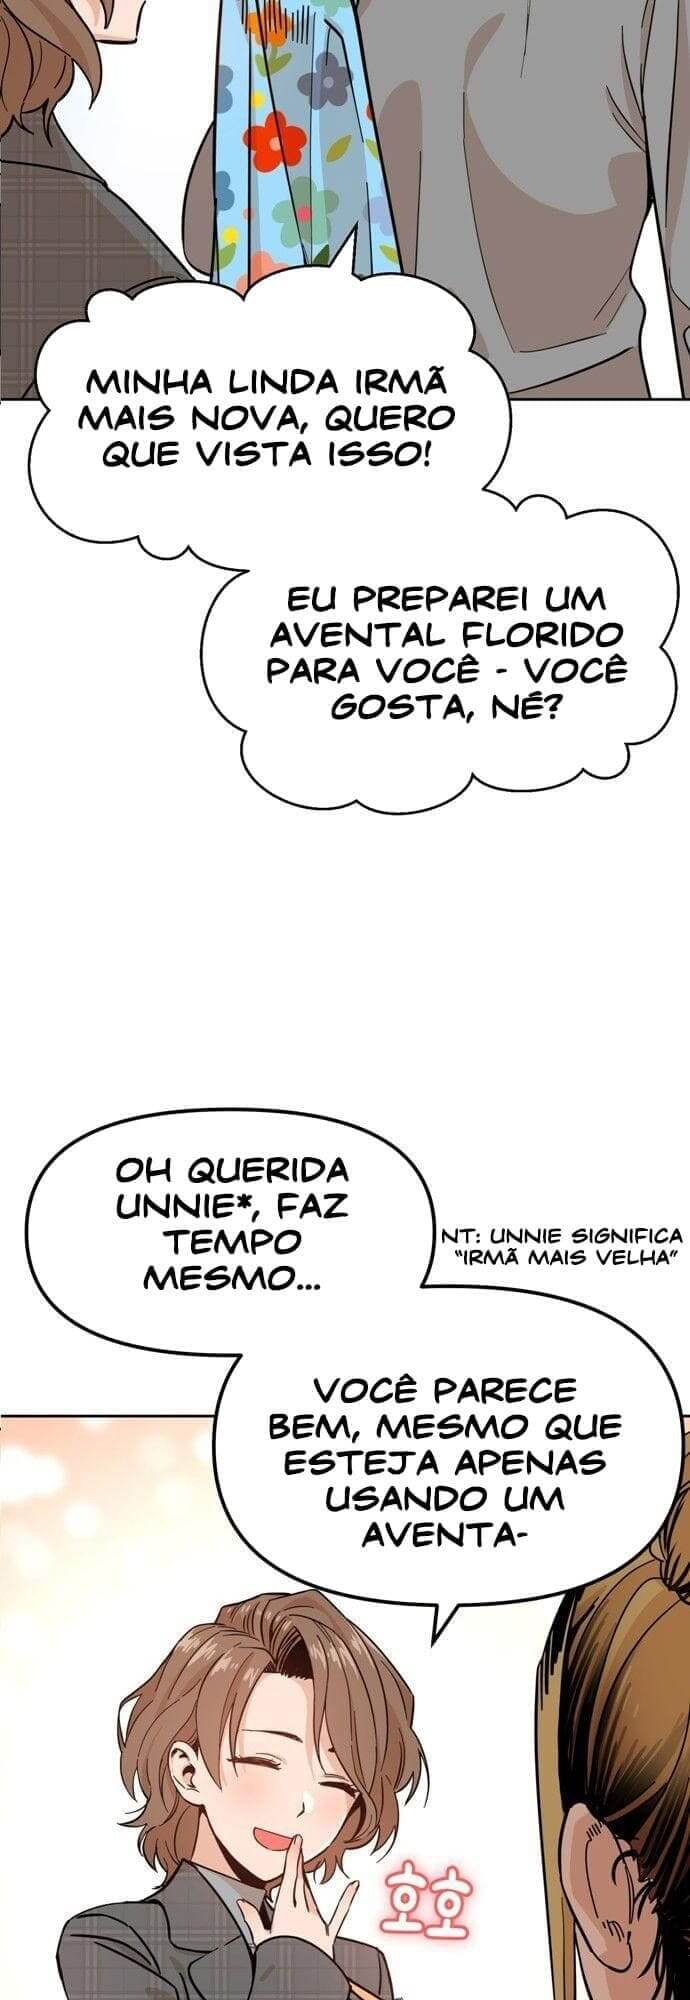 MINHA LINDA IRMÃ
MAIS NOVA, QUERO
QUE VISTA ISSO!
EU PREPAREI UM
AVENTAL FLORIDO
PARA VOCÊ - VOCÊ
GOSTA, NÉ?
OH QUERIDA
UNNIE*, FAZ
TEMPO
MESMO...
NT: UNNIE SIGNIFICA
"IRMÃ MAIS VELHA"
VOCÊ PARECE
BEM, MESMO QUE
ESTEJA APENAS
USANDO UM
AVENTA-
호호